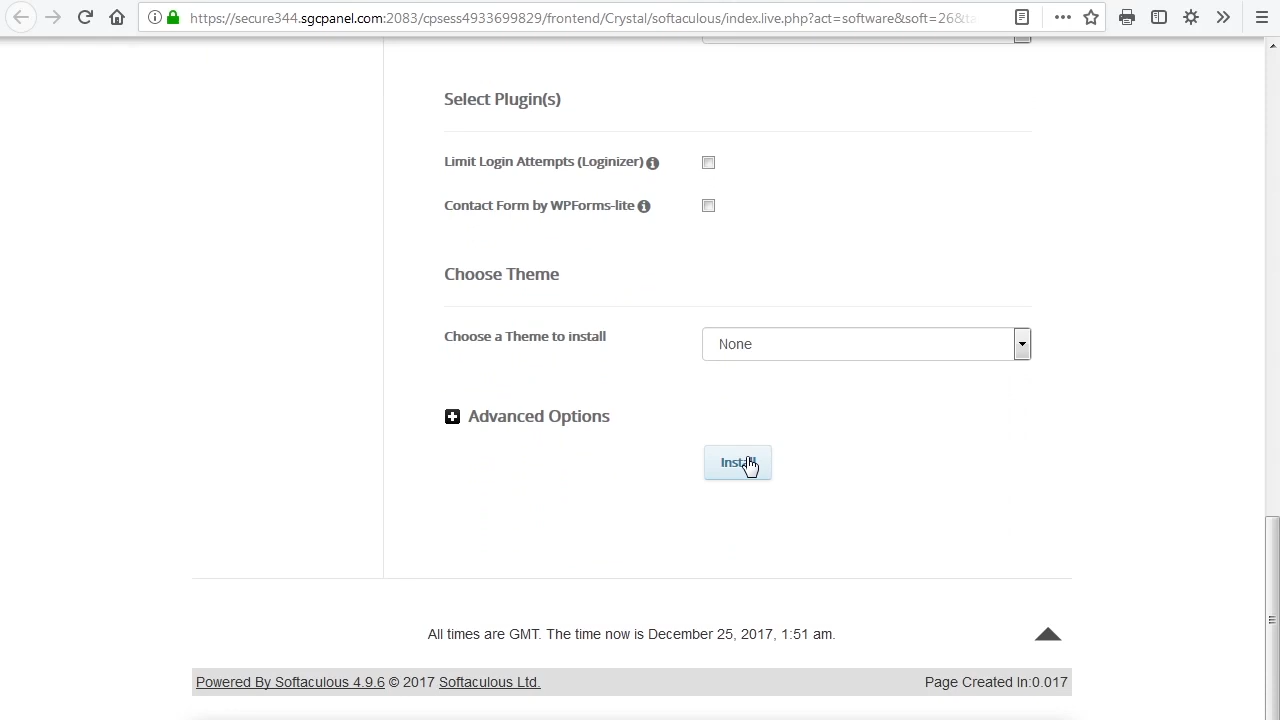 https://secure344.sgcpanel.com:2083/cpsess4933699829/frontend/Crystal/softaculous/index.live.php?act=software&soft=26&ta
Select Plugin(s)
Limit Login Attempts (Loginizer)
Contact Form by WPForms-lite
Choose Theme
Choose a Theme to install
None
Advanced Options
Install
All times are GMT. The time now is December 25, 2017, 1:51 am.
Powered By Softaculous 4.9.6 © 2017 Softaculous Ltd.
Page Created In:0.017